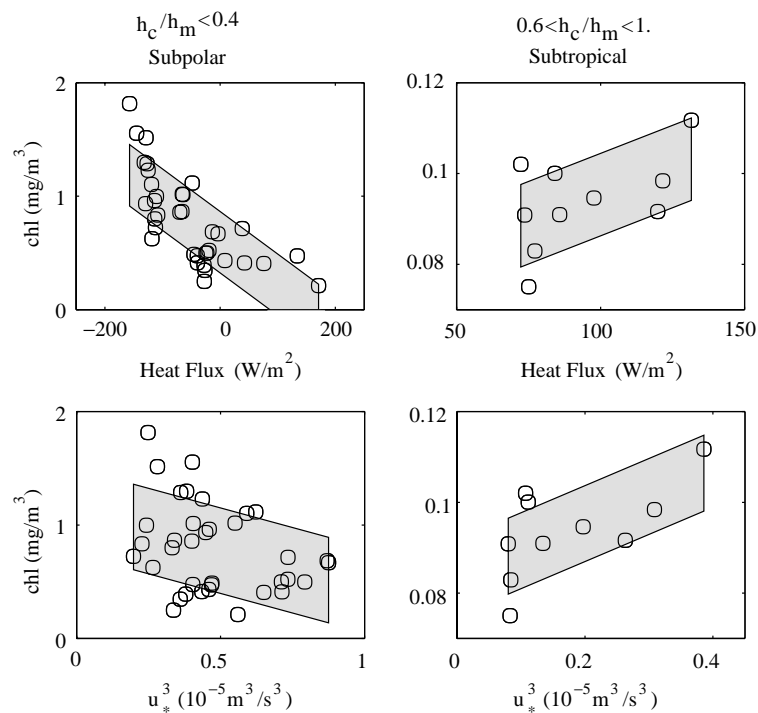 h_c/h_m<0.4
Subpolar
0.6<h_c/h_m<1.
Subtropical
2
1
0
chl (mg/m^3)
−200
0
200
Heat Flux (W/m^2)
0.12
0.1
0.08
50
100
150
Heat Flux (W/m^2)
2
1
0
chl (mg/m^3)
0
0.5
1
u_*^3 (10^-5m^3/s^3)
0.12
0.1
0.08
0
0.2
0.4
u_*^3 (10^-5m^3/s^3)